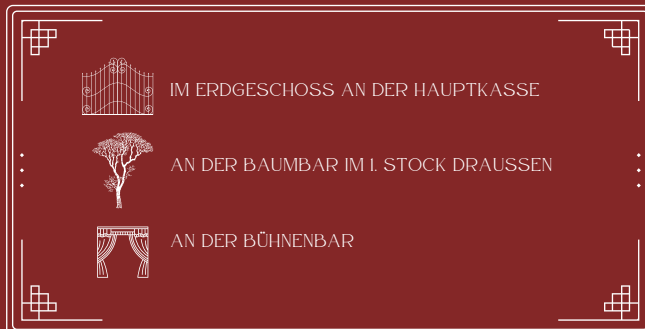 IM ERDGESCHOSS AN DER HAUPTKASSE
AN DER BAUMBAR IM 1. STOCK DRAUSSEN
AN DER BÜHNENBAR